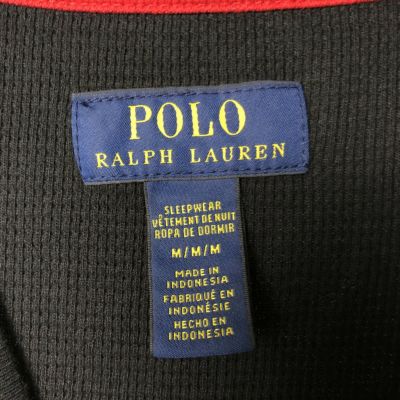 POLO
RALPH LAUREN
SLEEPWEAR
VÊTEMENT DE NUIT
ROPA DE DORMIR
M/M/M
MADE IN
INDONESIA
FABRIQUÉ EN
INDONÉSIE
HECHO EN
INDONESIA